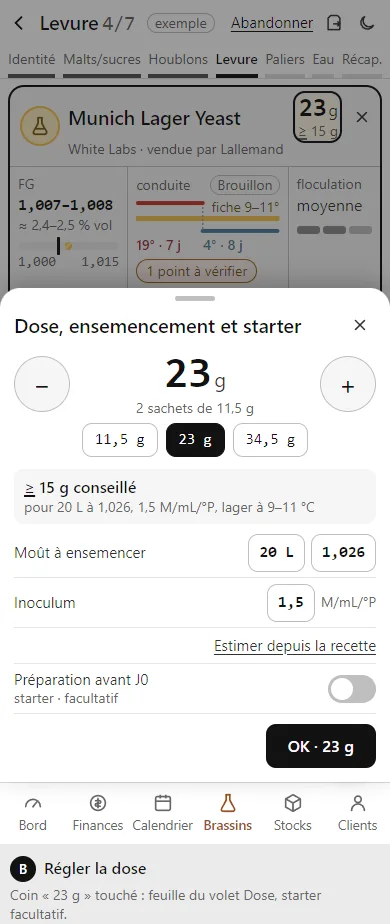 Levure 4/7 exemple Abandonner
Identité Malts/sucres Houblons Levure Paliers Eau Récap.
Munich Lager Yeast
23 g
≥ 15 g
White Labs · vendue par Lallemand
FG conduite Brouillon floculation
1,007–1,008 fiche 9–11° moyenne
≈ 2,4–2,5 % vol
19° · 7 j 4° · 8 j
1,000 1,015
1 point à vérifier
Dose, ensemencement et starter
− 23 g +
2 sachets de 11,5 g
11,5 g 23 g 34,5 g
≥ 15 g conseillé
pour 20 L à 1,026, 1,5 M/mL/°P, lager à 9–11 °C
Moût à ensemencer 20 L 1,026
Inoculum 1,5 M/mL/°P
Estimer depuis la recette
Préparation avant J0
starter · facultatif
OK · 23 g
Bord Finances Calendrier Brassins Stocks Clients
B Régler la dose
Coin « 23 g » touché : feuille du volet Dose, starter
facultatif.